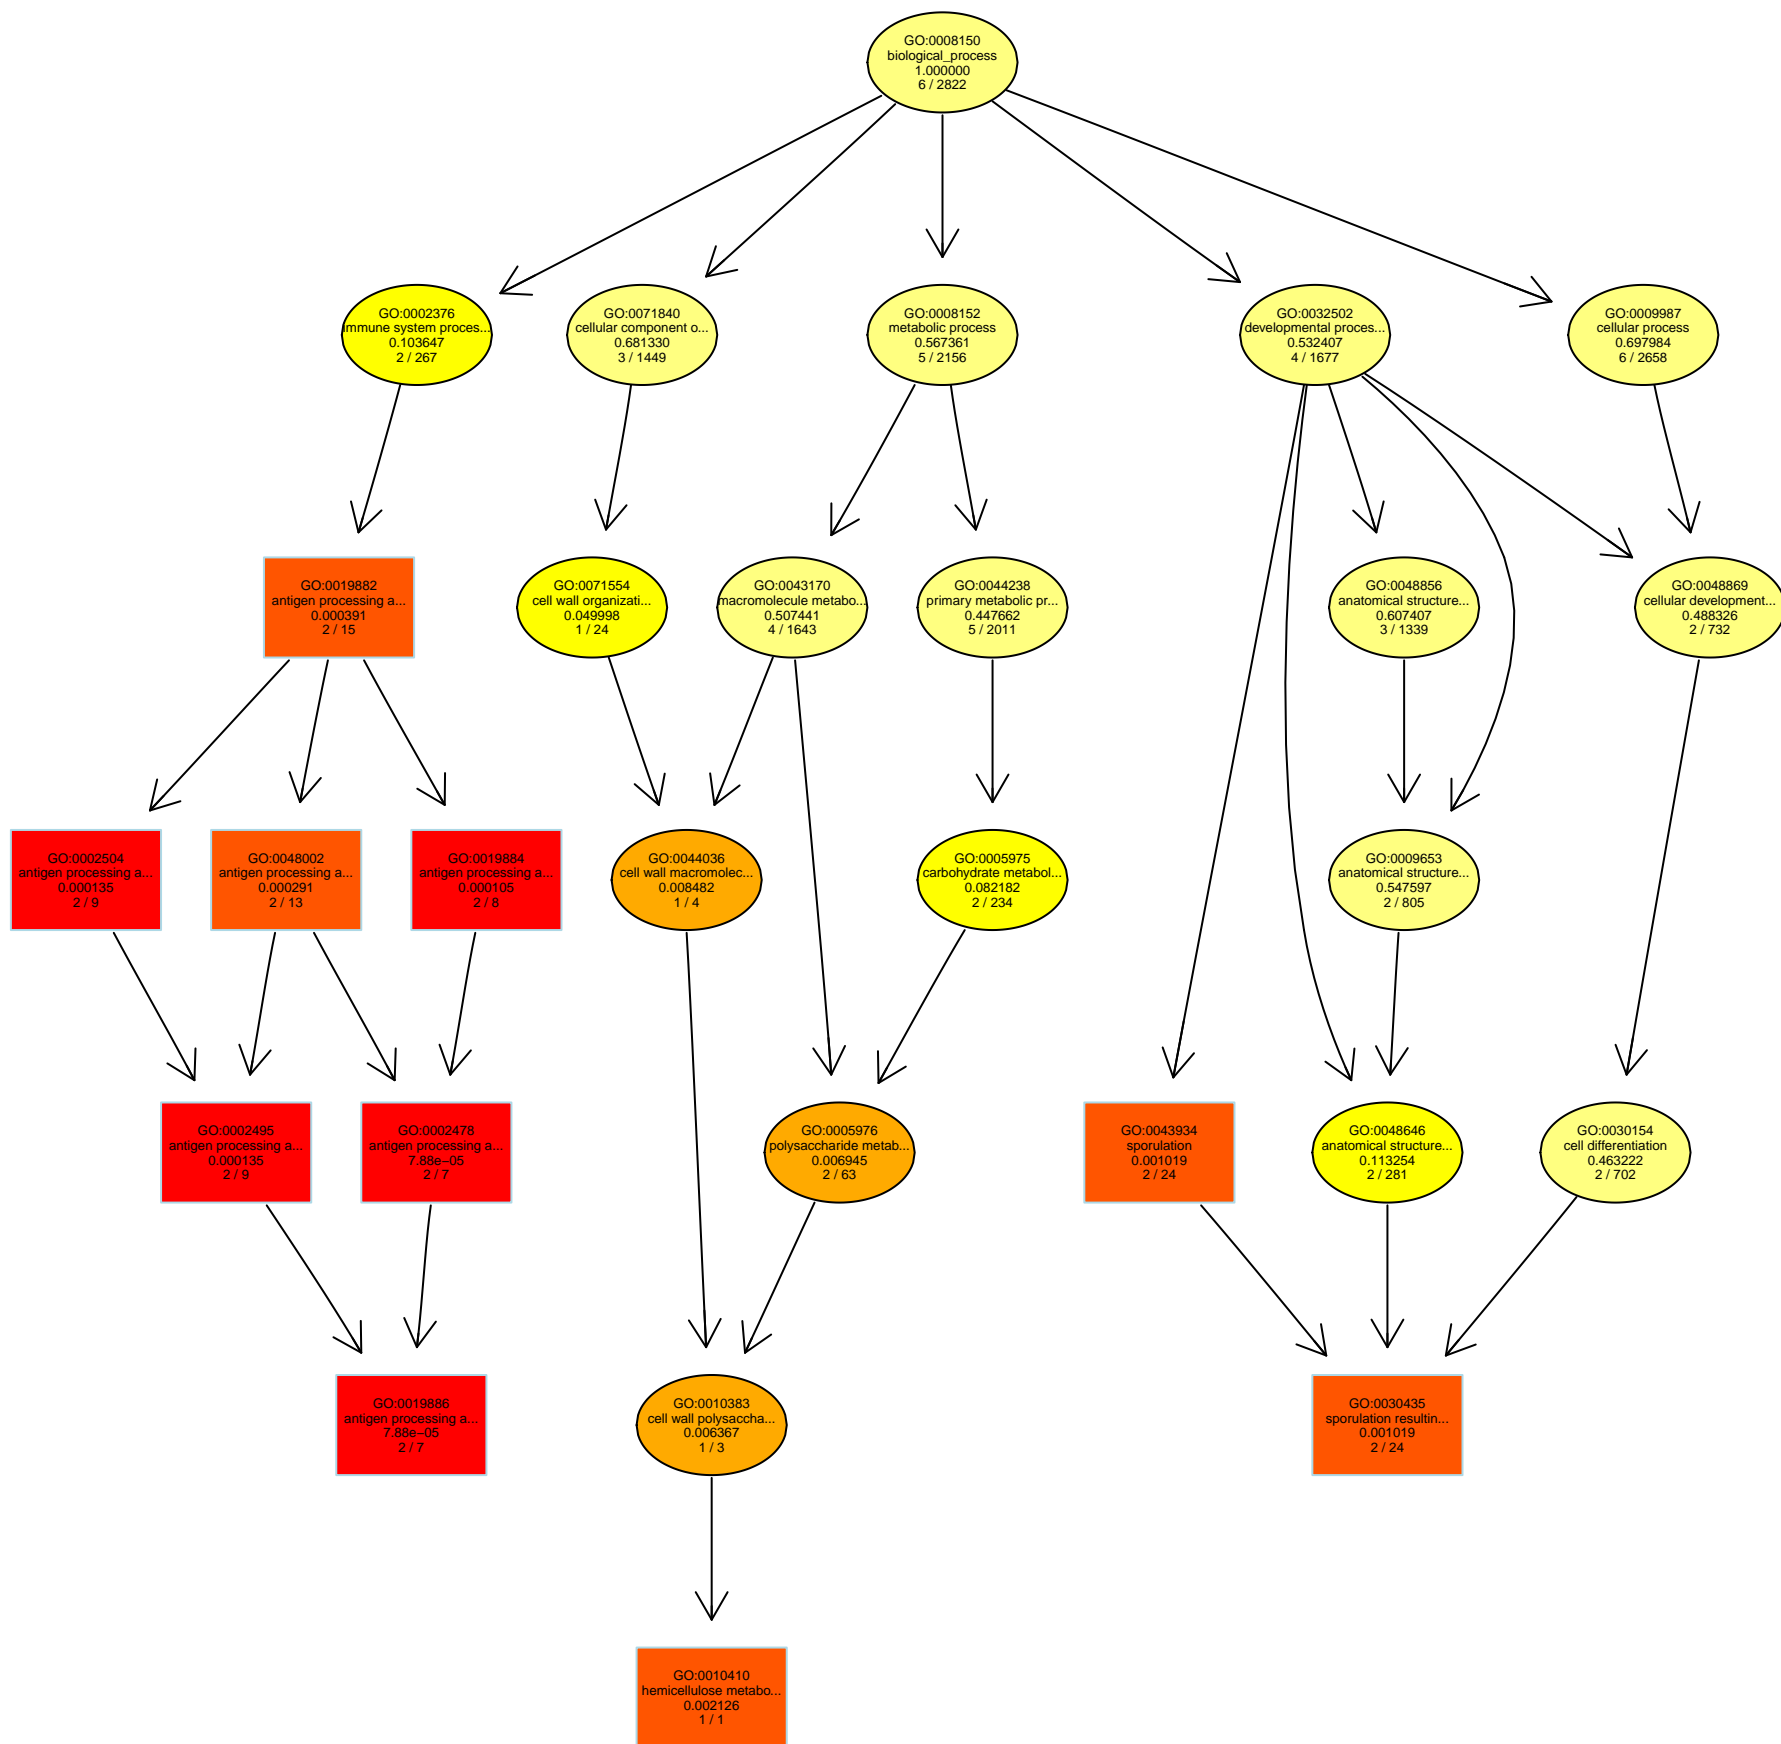 GO:0008150
biological_process
1.000000
6 / 2822
GO:0002376
immune system proces...
0.103647
2 / 267
GO:0071840
cellular component o...
0.681330
3 / 1449
GO:0008152
metabolic process
0.567361
5 / 2156
GO:0032502
developmental proces...
0.532407
4 / 1677
GO:0009987
cellular process
0.697984
6 / 2658
GO:0019882
antigen processing a...
0.000391
2 / 15
GO:0071554
cell wall organizati...
0.049998
1 / 24
GO:0043170
macromolecule metabo...
0.507441
4 / 1643
GO:0044238
primary metabolic pr...
0.447662
5 / 2011
GO:0048856
anatomical structure...
0.607407
3 / 1339
GO:0048869
cellular development...
0.488326
2 / 732
GO:0002504
antigen processing a...
0.000135
2 / 9
GO:0048002
antigen processing a...
0.000291
2 / 13
GO:0019884
antigen processing a...
0.000105
2 / 8
GO:0044036
cell wall macromolec...
0.008482
1 / 4
GO:0005975
carbohydrate metabol...
0.082182
2 / 234
GO:0009653
anatomical structure...
0.547597
2 / 805
GO:0002495
antigen processing a...
0.000135
2 / 9
GO:0002478
antigen processing a...
7.88e−05
2 / 7
GO:0005976
polysaccharide metab...
0.006945
2 / 63
GO:0043934
sporulation
0.001019
2 / 24
GO:0048646
anatomical structure...
0.113254
2 / 281
GO:0030154
cell differentiation
0.463222
2 / 702
GO:0019886
antigen processing a...
7.88e−05
2 / 7
GO:0010383
cell wall polysaccha...
0.006367
1 / 3
GO:0030435
sporulation resultin...
0.001019
2 / 24
GO:0010410
hemicellulose metabo...
0.002126
1 / 1